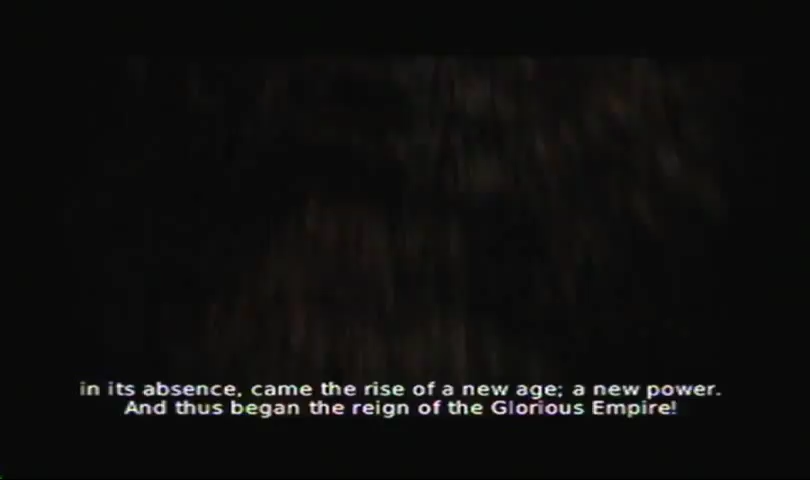 in its absence, came the rise of a new age; a new power.
And thus began the reign of the Glorious Empire!